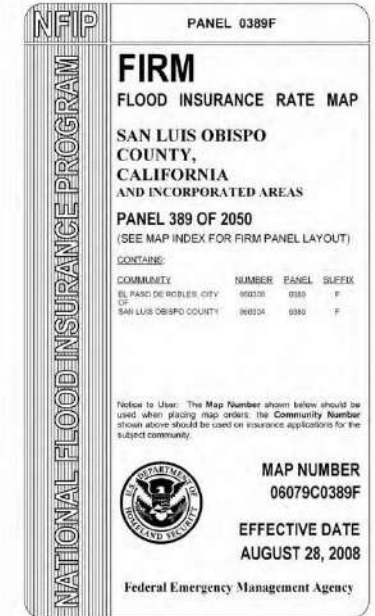 NFIP
PANEL 0389F
NATIONAL FLOOD INSURANCE PROGRAM
FIRM
FLOOD INSURANCE RATE MAP
SAN LUIS OBISPO
COUNTY,
CALIFORNIA
AND INCORPORATED AREAS
PANEL 389 OF 2050
(SEE MAP INDEX FOR FIRM PANEL LAYOUT)
CONTAINS:
COMMUNITY NUMBER PANEL SUFFIX
EL PASO DE ROBLES, CITY OF 0389 F
SAN LUIS OBISPO COUNTY 0389 F
Notice to User: The Map Number shown below should be
used when placing map orders: the Community Number
shown above should be used on insurance applications for the
subject community.
U.S. DEPARTMENT OF HOMELAND SECURITY
MAP NUMBER
06079C0389F
EFFECTIVE DATE
AUGUST 28, 2008
Federal Emergency Management Agency